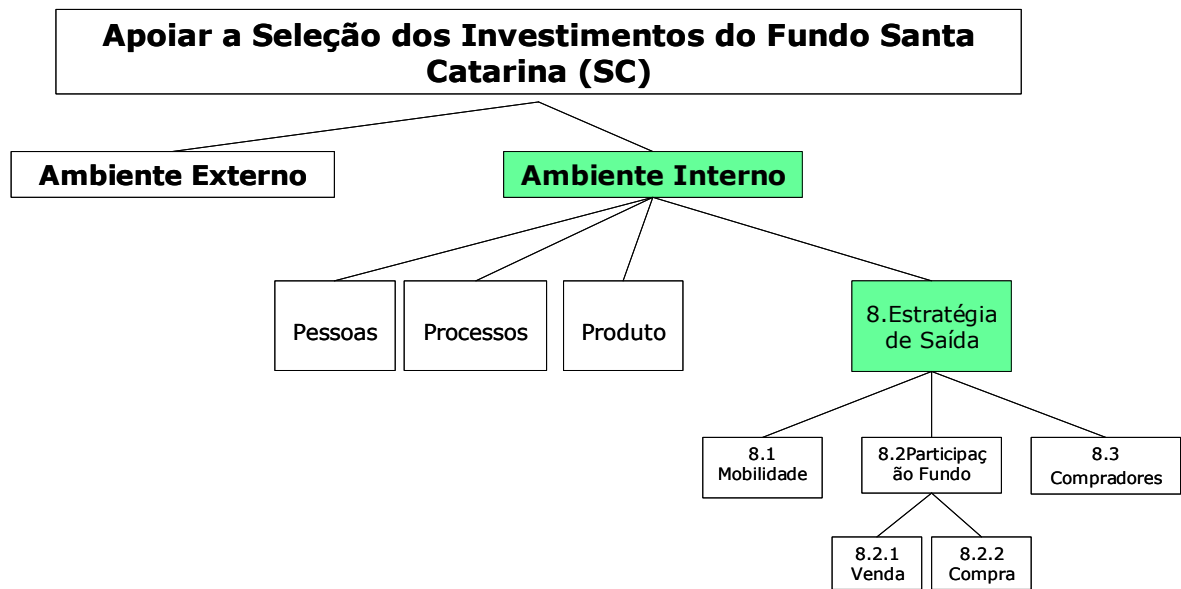 Apoiar a Seleção dos Investimentos do Fundo Santa
Catarina (SC)
Ambiente Externo
Ambiente Interno
Pessoas
Processos
Produto
8.Estratégia
de Saída
8.1
Mobilidade
8.2Participaç
ão Fundo
8.3
Compradores
8.2.1
Venda
8.2.2
Compra